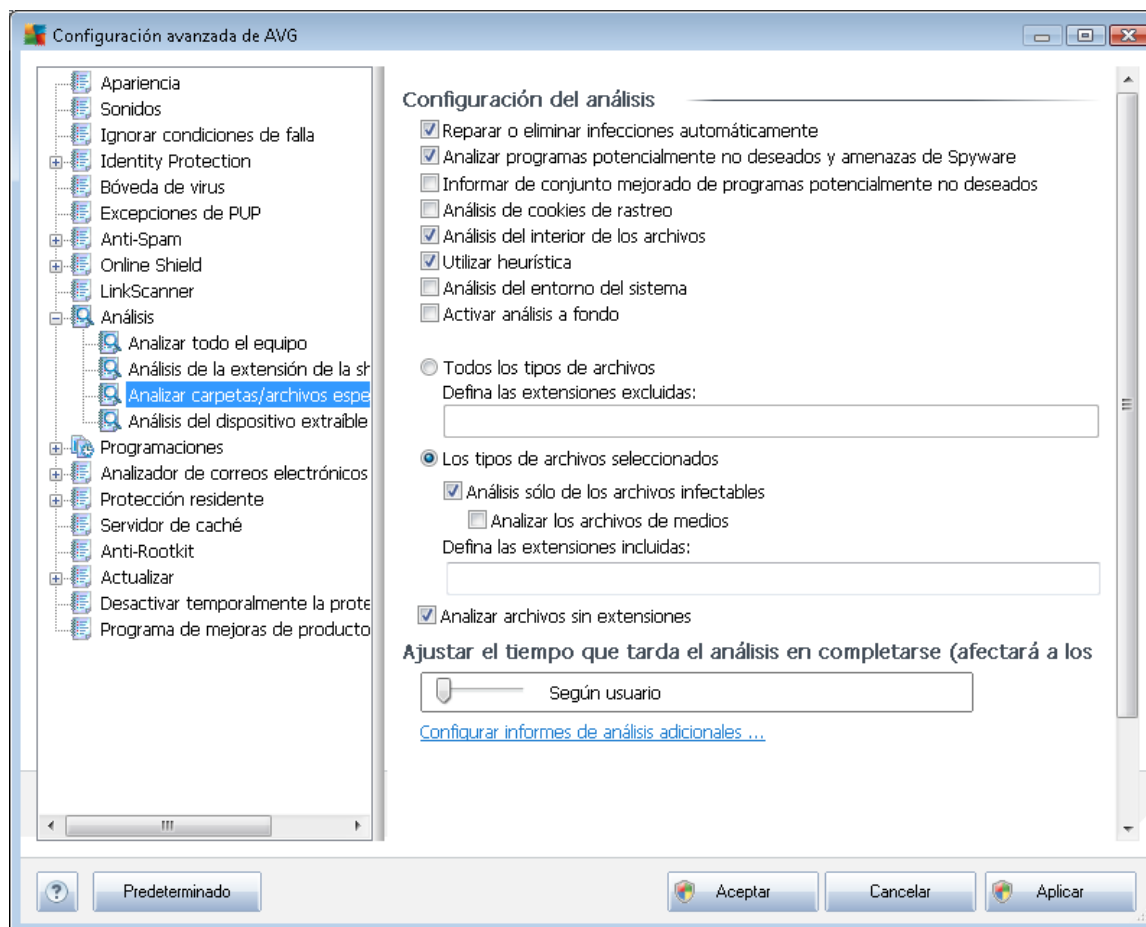 Configuración avanzada de AVG
Apariencia
Sonidos
Ignorar condiciones de falla
Identity Protection
Bóveda de virus
Excepciones de PUP
Anti-Spam
Online Shield
LinkScanner
Análisis
Analizar todo el equipo
Análisis de la extensión de la sh
Analizar carpetas/archivos espe
Análisis del dispositivo extraíble
Programaciones
Analizador de correos electrónicos
Protección residente
Servidor de caché
Anti-Rootkit
Actualizar
Desactivar temporalmente la prote
Programa de mejoras de producto
Configuración del análisis
Reparar o eliminar infecciones automáticamente
Analizar programas potencialmente no deseados y amenazas de Spyware
Informar de conjunto mejorado de programas potencialmente no deseados
Análisis de cookies de rastreo
Análisis del interior de los archivos
Utilizar heurística
Análisis del entorno del sistema
Activar análisis a fondo
Todos los tipos de archivos
Defina las extensiones excluidas:
Los tipos de archivos seleccionados
Análisis sólo de los archivos infectables
Analizar los archivos de medios
Defina las extensiones incluidas:
Analizar archivos sin extensiones
Ajustar el tiempo que tarda el análisis en completarse (afectará a los
Según usuario
Configurar informes de análisis adicionales ...
?
Predeterminado
Aceptar
Cancelar
Aplicar